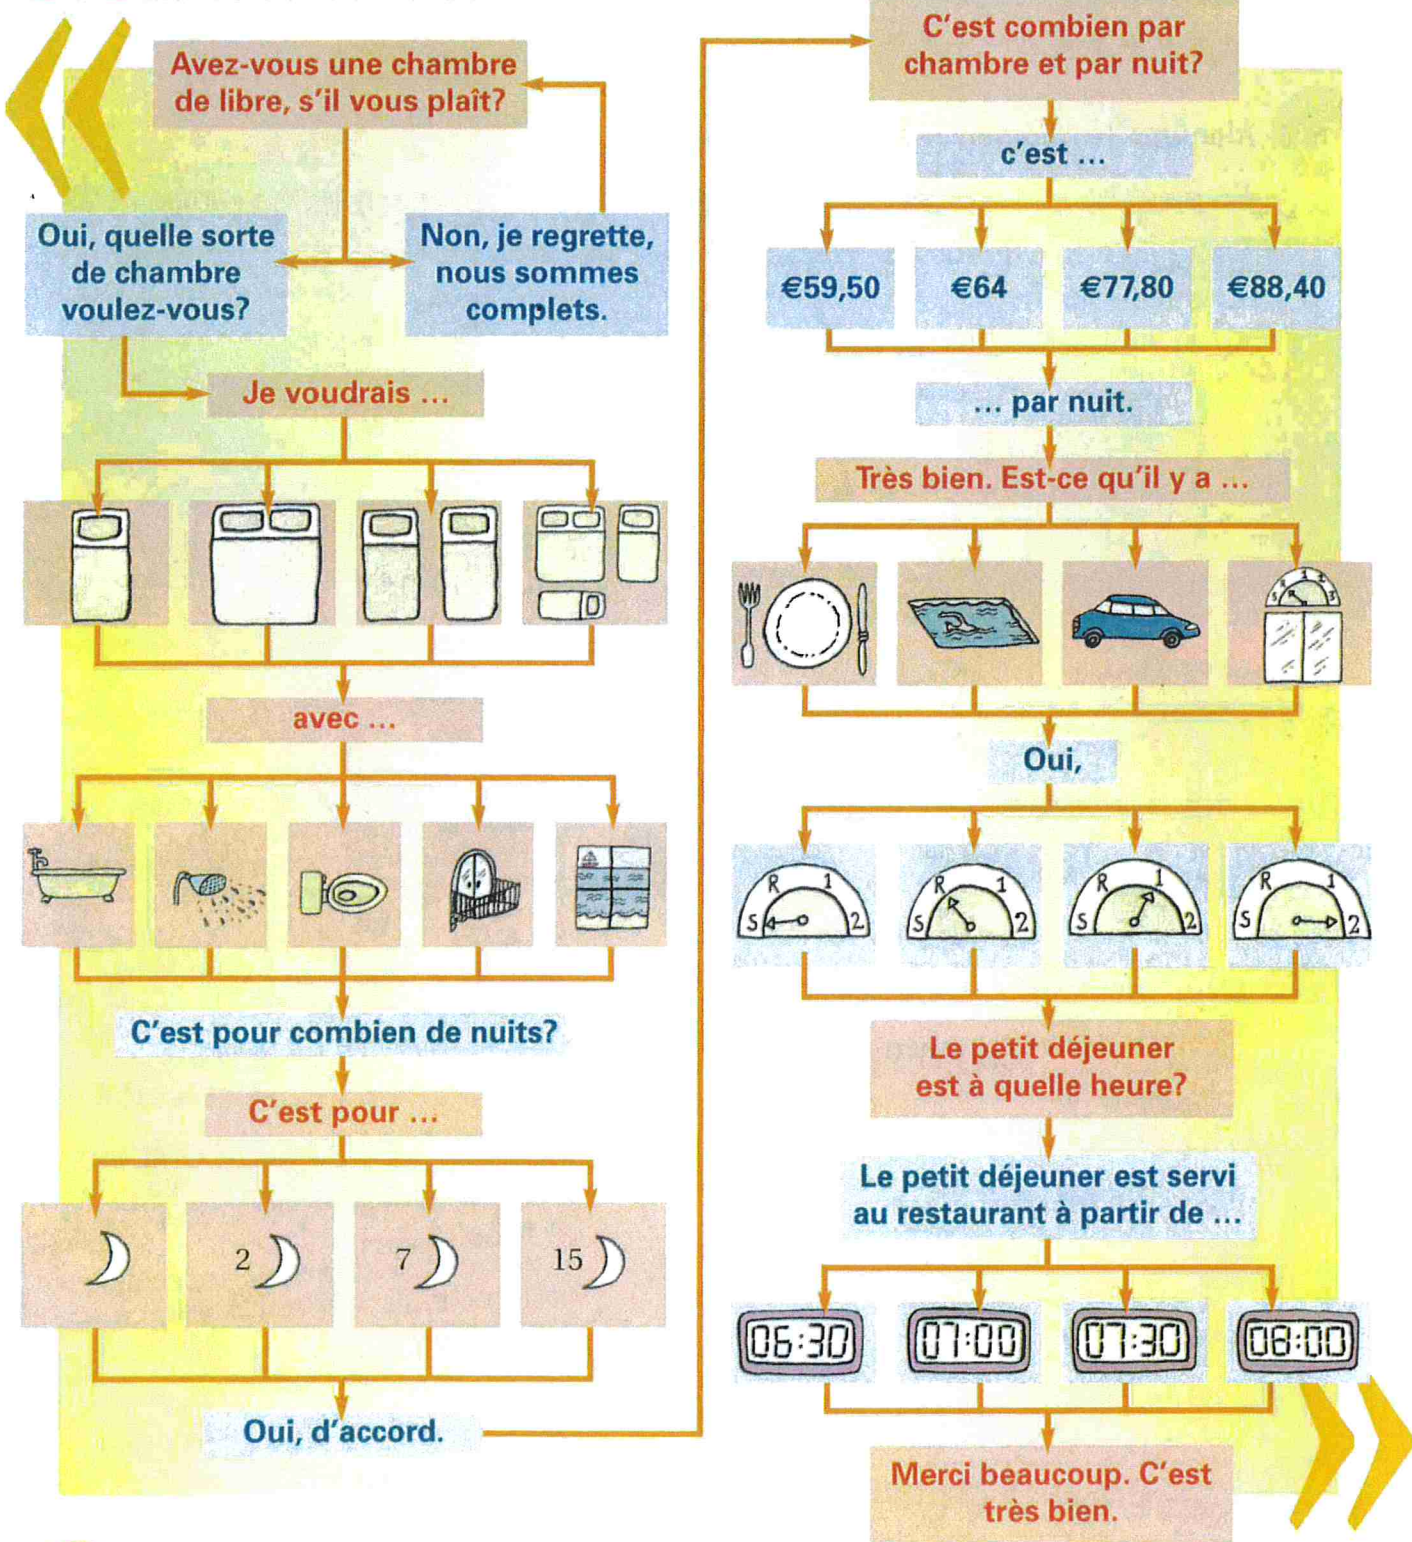 Avez-vous une chambre
de libre, s'il vous plaît?
Oui, quelle sorte
de chambre
voulez-vous?
Non, je regrette,
nous sommes
complets.
Je voudrais ...
avec ...
C'est pour combien de nuits?
C'est pour ...
2
7
15
Oui, d'accord.
C'est combien par
chambre et par nuit?
c'est ...
€59,50
€64
€77,80
€88,40
... par nuit.
Très bien. Est-ce qu'il y a ...
S R 1 2 3
Oui,
S R 1 2
S R 1 2
S R 1 2
S R 1 2
Le petit déjeuner
est à quelle heure?
Le petit déjeuner est servi
au restaurant à partir de ...
06:30
07:00
07:30
08:00
Merci beaucoup. C'est
très bien.